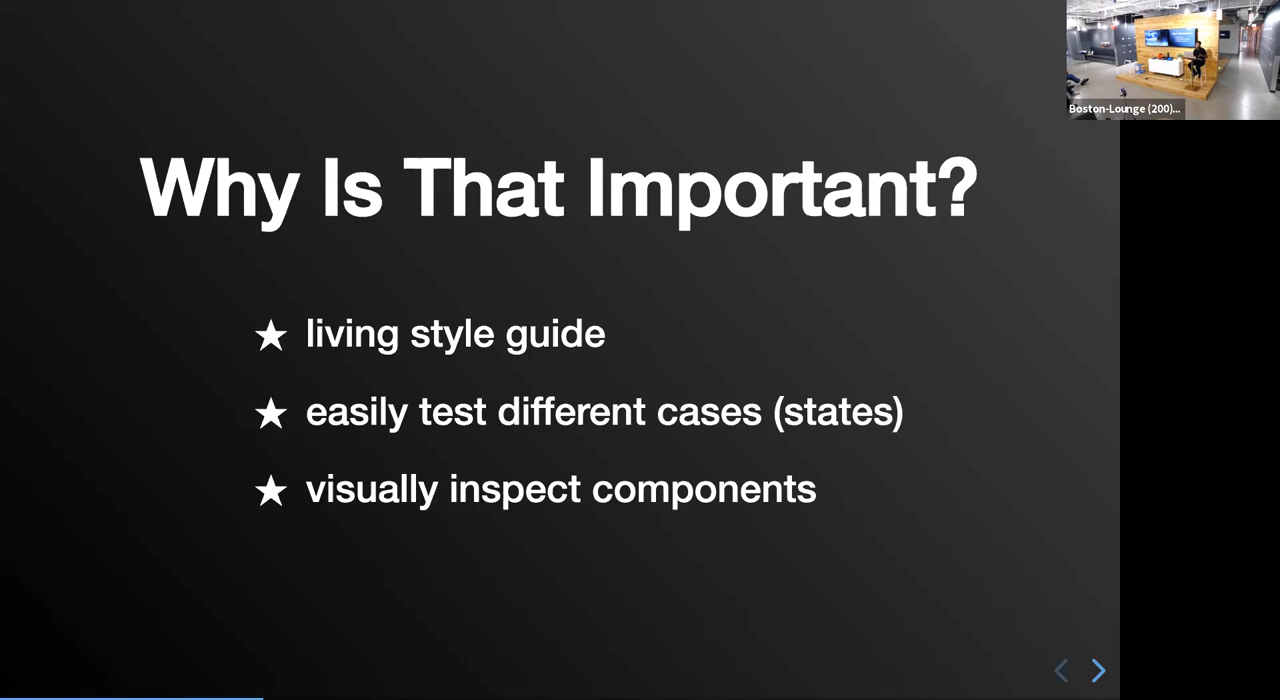 Boston-Lounge (200)...
Why Is That Important?
★ living style guide
★ easily test different cases (states)
★ visually inspect components